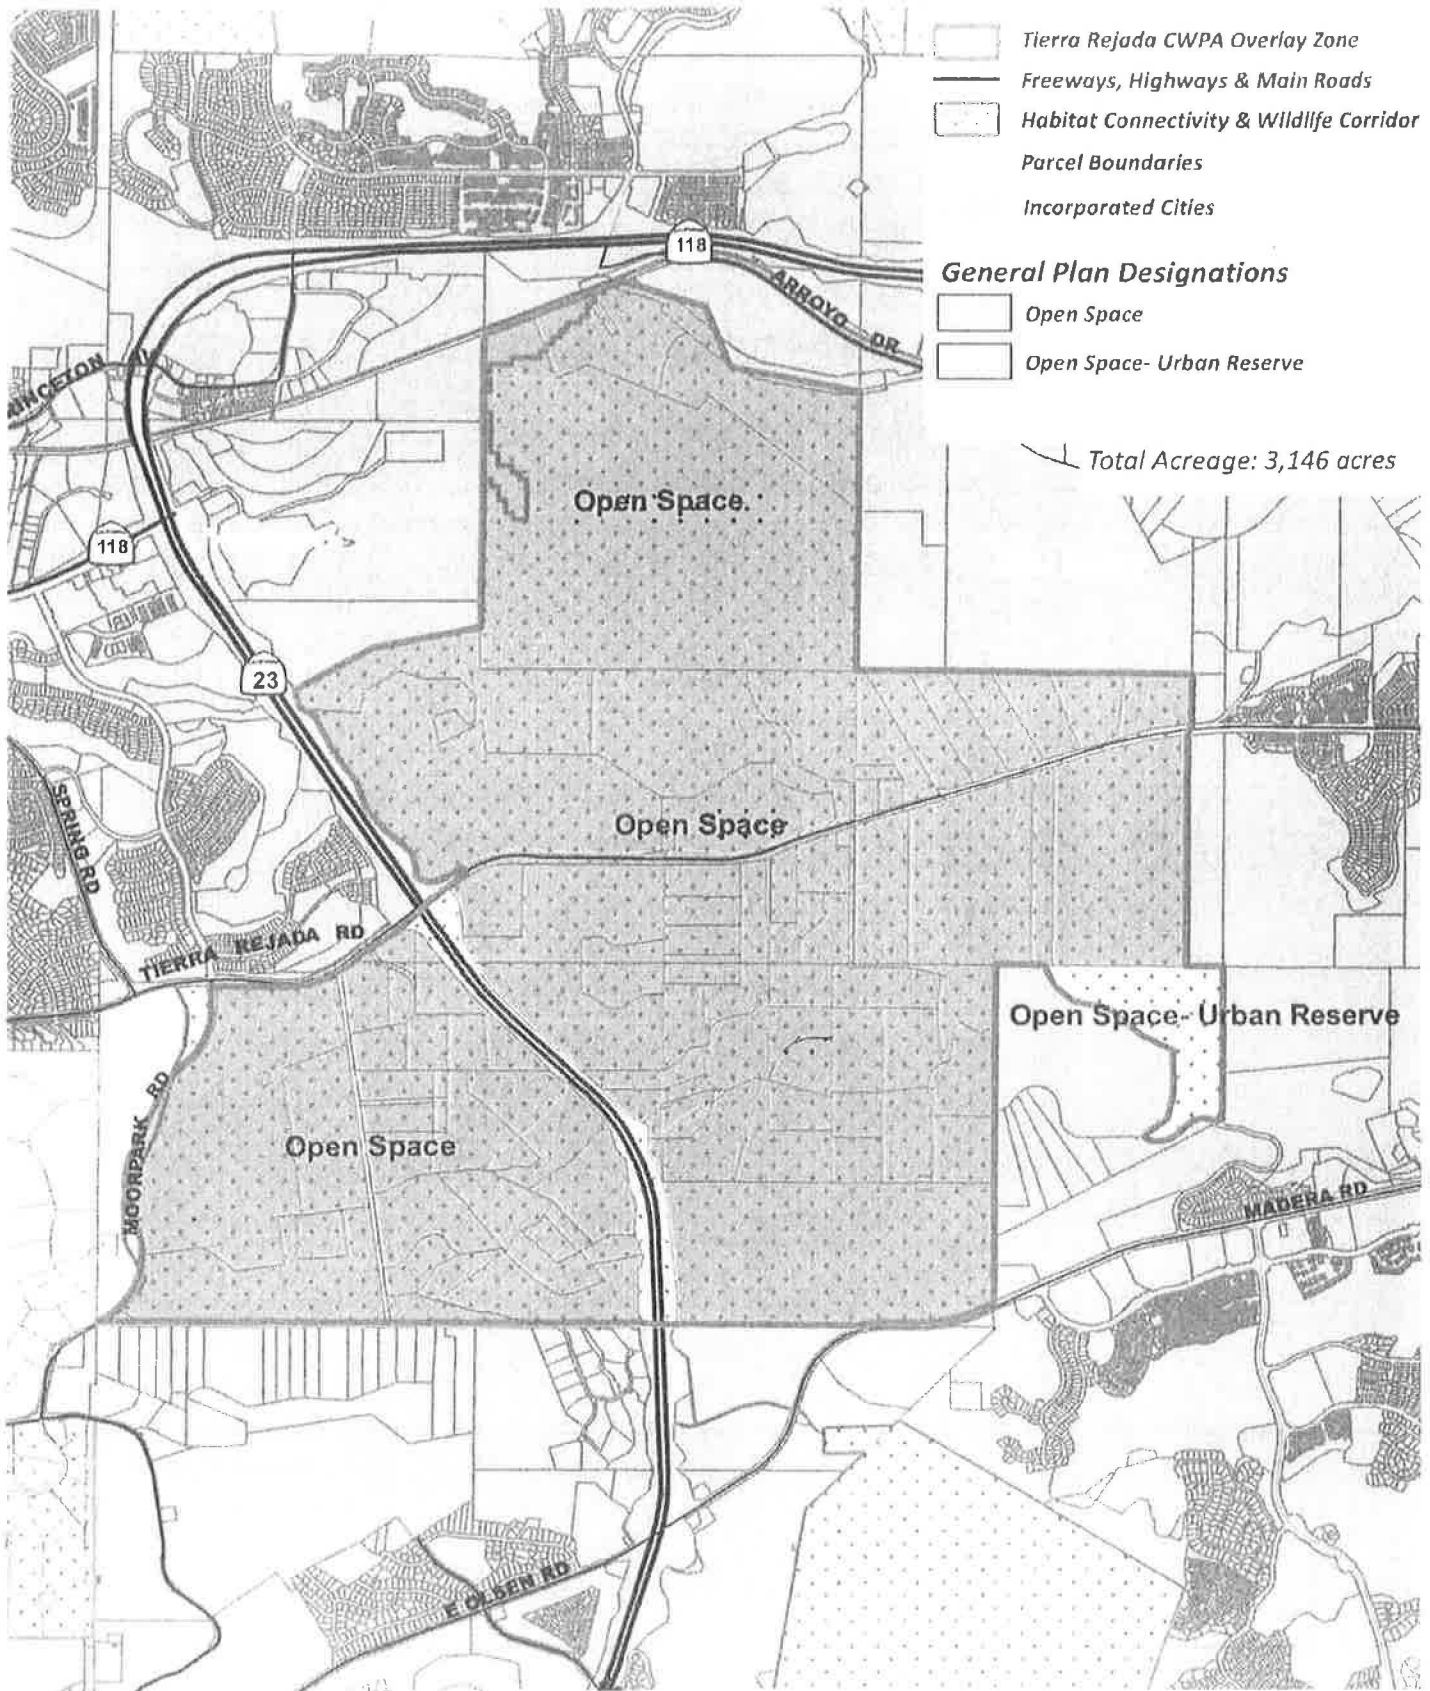 Tierra Rejada CWPA Overlay Zone
Freeways, Highways & Main Roads
Habitat Connectivity & Wildlife Corridor
Parcel Boundaries
Incorporated Cities
118
ARROYO DR
General Plan Designations
Open Space
Open Space- Urban Reserve
Total Acreage: 3,146 acres
Open Space
118
23
Open Space
SPRING RD
TIERRA REJADA RD
Open Space- Urban Reserve
MOORPARK RD
Open Space
MADERA RD
E OLSEN RD